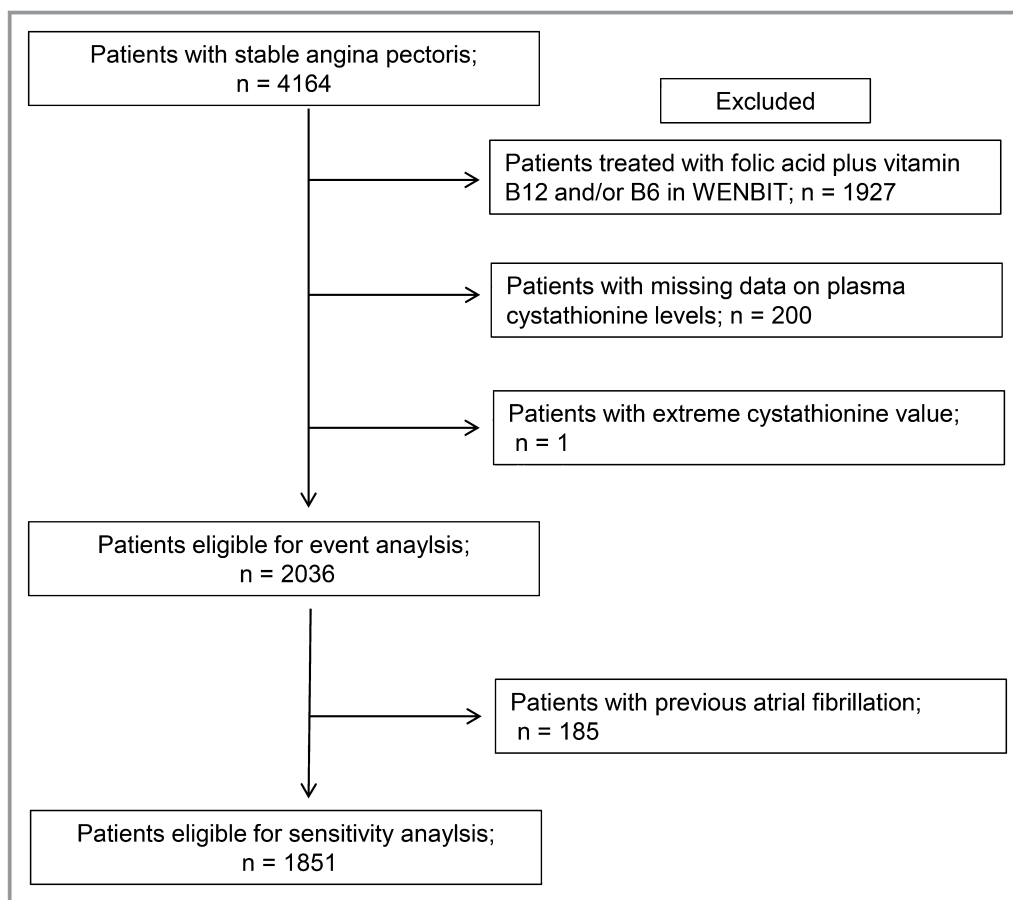 Patients with stable angina pectoris;
n = 4164
Excluded
Patients treated with folic acid plus vitamin
B12 and/or B6 in WENBIT; n = 1927
Patients with missing data on plasma
cystathionine levels; n = 200
Patients with extreme cystathionine value;
n = 1
Patients eligible for event anaylsis;
n = 2036
Patients with previous atrial fibrillation;
n = 185
Patients eligible for sensitivity anaylsis;
n = 1851